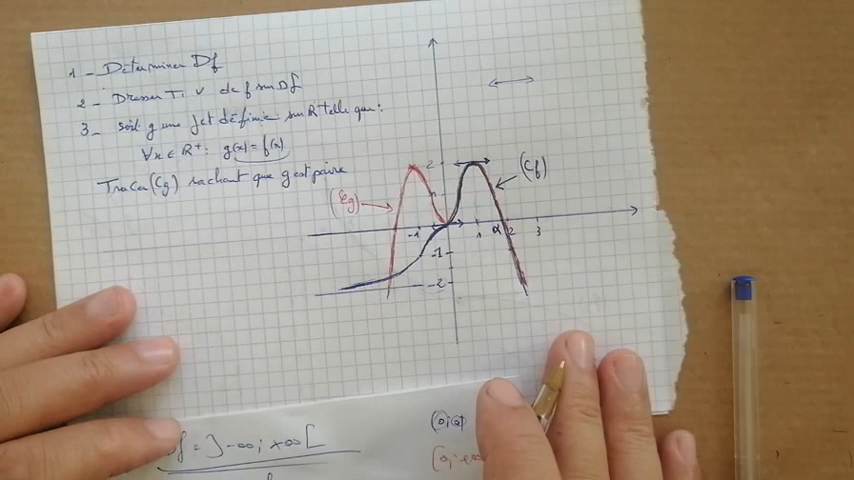 1 - Déterminer Df
2 - Dresser T.V de f sur Df
3 - Soit g une fct définie sur R telle que :
∀x ∈ R⁺ : g(x) = f(x)
Tracer (Cg) sachant que g est paire
2
(Cf)
(Cg)
-1 1 α 2 3
-1
-2
Df = ]-∞; +∞[